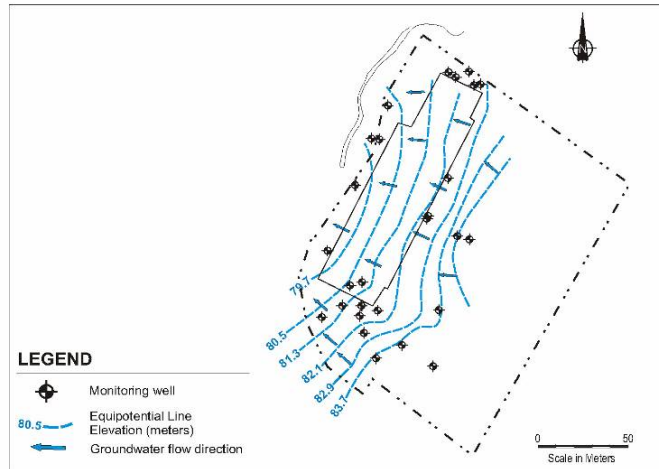 N
79.7
80.5
81.3
82.1
82.9
83.7
LEGEND
Monitoring well
80.5
Equipotential Line
Elevation (meters)
Groundwater flow direction
0 50
Scale in Meters